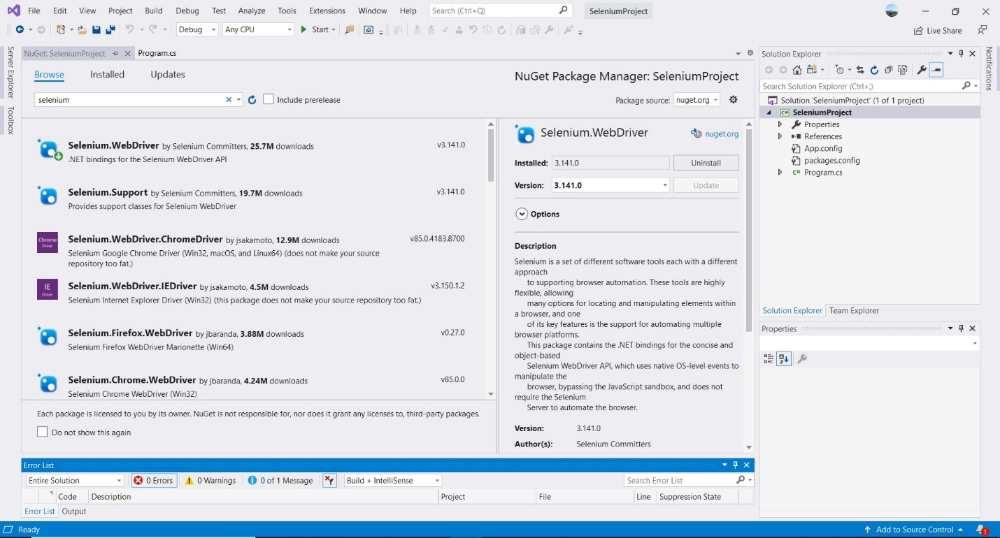 File Edit View Project Build Debug Test Analyze Tools Extensions Window Help Search (Ctrl+Q) SeleniumProject
Debug Any CPU Start Live Share
Server Explorer
Toolbox
NuGet: SeleniumProject Program.cs
Browse Installed Updates
NuGet Package Manager: SeleniumProject
selenium Include prerelease
Package source: nuget.org
Selenium.WebDriver by Selenium Committers, 25.7M downloads v3.141.0
.NET bindings for the Selenium WebDriver API
Selenium.Support by Selenium Committers, 19.7M downloads v3.141.0
Provides support classes for Selenium WebDriver
Chrome
Driver
Selenium.WebDriver.ChromeDriver by jsakamoto, 12.9M downloads v85.0.4183.8700
Selenium Google Chrome Driver (Win32, macOS, and Linux64) (does not make your source
repository too fat.)
IE
Driver
Selenium.WebDriver.IEDriver by jsakamoto, 4.5M downloads v3.150.1.2
Selenium Internet Explorer Driver (Win32) (this package does not make your source repository too fat.)
Selenium.Firefox.WebDriver by jbaranda, 3.88M downloads v0.27.0
Selenium Firefox WebDriver Marionette (Win64)
Selenium.Chrome.WebDriver by jbaranda, 4.24M downloads v85.0.0
Selenium Chrome WebDriver (Win32)
Each package is licensed to you by its owner. NuGet is not responsible for, nor does it grant any licenses to, third-party packages.
Do not show this again
Selenium.WebDriver nuget.org
Installed: 3.141.0 Uninstall
Version: 3.141.0 Update
Options
Description
Selenium is a set of different software tools each with a different
approach
to supporting browser automation. These tools are highly
flexible, allowing
many options for locating and manipulating elements within
a browser, and one
of its key features is the support for automating multiple
browser platforms.
This package contains the .NET bindings for the concise and
object-based
Selenium WebDriver API, which uses native OS-level events to
manipulate the
browser, bypassing the JavaScript sandbox, and does not
require the Selenium
Server to automate the browser.
Version: 3.141.0
Author(s): Selenium Committers
Solution Explorer
Search Solution Explorer (Ctrl+;)
Solution 'SeleniumProject' (1 of 1 project)
C# SeleniumProject
Properties
References
App.config
packages.config
C# Program.cs
Solution Explorer Team Explorer
Properties
Notifications
Error List
Entire Solution 0 Errors 0 Warnings 0 of 1 Message Build + IntelliSense Search Error List
Code Description Project File Line Suppression State
Error List Output
Ready Add to Source Control 1